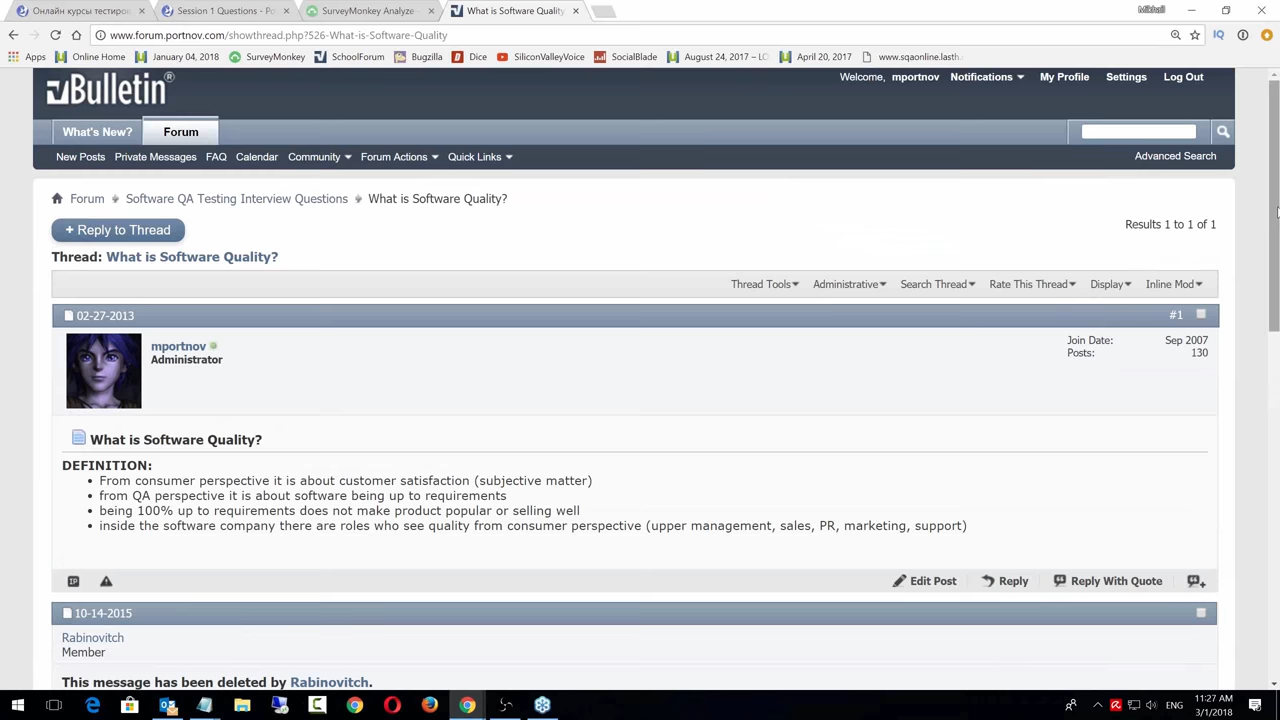 Онлайн курсы тестиров
Session 1 Questions - Po
SurveyMonkey Analyze -
What is Software Quality?
Mikhail
www.forum.portnov.com/showthread.php?526-What-is-Software-Quality
Apps
Online Home
January 04, 2018
SurveyMonkey
SchoolForum
Bugzilla
Dice
SiliconValleyVoice
SocialBlade
August 24, 2017 – LO
April 20, 2017
www.sqaonline.lasth
vBulletin®
Welcome, mportnov Notifications My Profile Settings Log Out
What's New? Forum
New Posts Private Messages FAQ Calendar Community Forum Actions Quick Links
Advanced Search
Forum Software QA Testing Interview Questions What is Software Quality?
+ Reply to Thread
Results 1 to 1 of 1
Thread: What is Software Quality?
Thread Tools Administrative Search Thread Rate This Thread Display Inline Mod
02-27-2013 #1
mportnov
Administrator
Join Date: Sep 2007
Posts: 130
What is Software Quality?
DEFINITION:
• From consumer perspective it is about customer satisfaction (subjective matter)
• from QA perspective it is about software being up to requirements
• being 100% up to requirements does not make product popular or selling well
• inside the software company there are roles who see quality from consumer perspective (upper management, sales, PR, marketing, support)
IP
Edit Post Reply Reply With Quote
10-14-2015
Rabinovitch
Member
This message has been deleted by Rabinovitch.
ENG
11:27 AM
3/1/2018